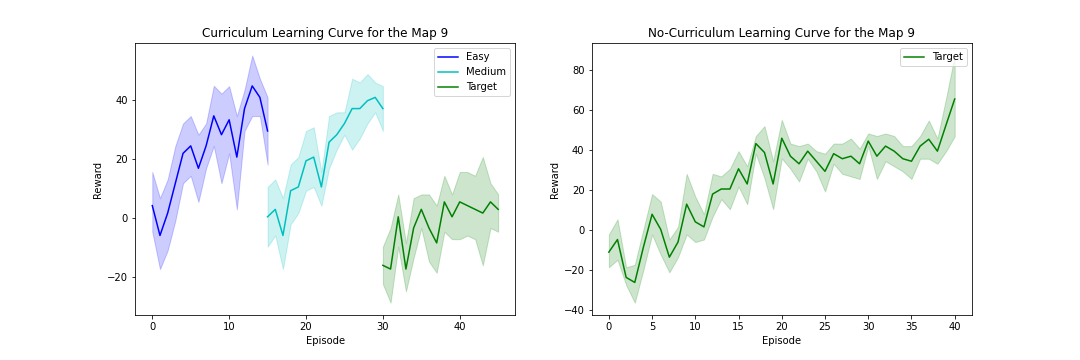 Curriculum Learning Curve for the Map 9
Easy
Medium
Target
40
20
0
−20
Reward
0
10
20
30
40
Episode
No-Curriculum Learning Curve for the Map 9
Target
80
60
40
20
0
−20
−40
Reward
0
5
10
15
20
25
30
35
40
Episode